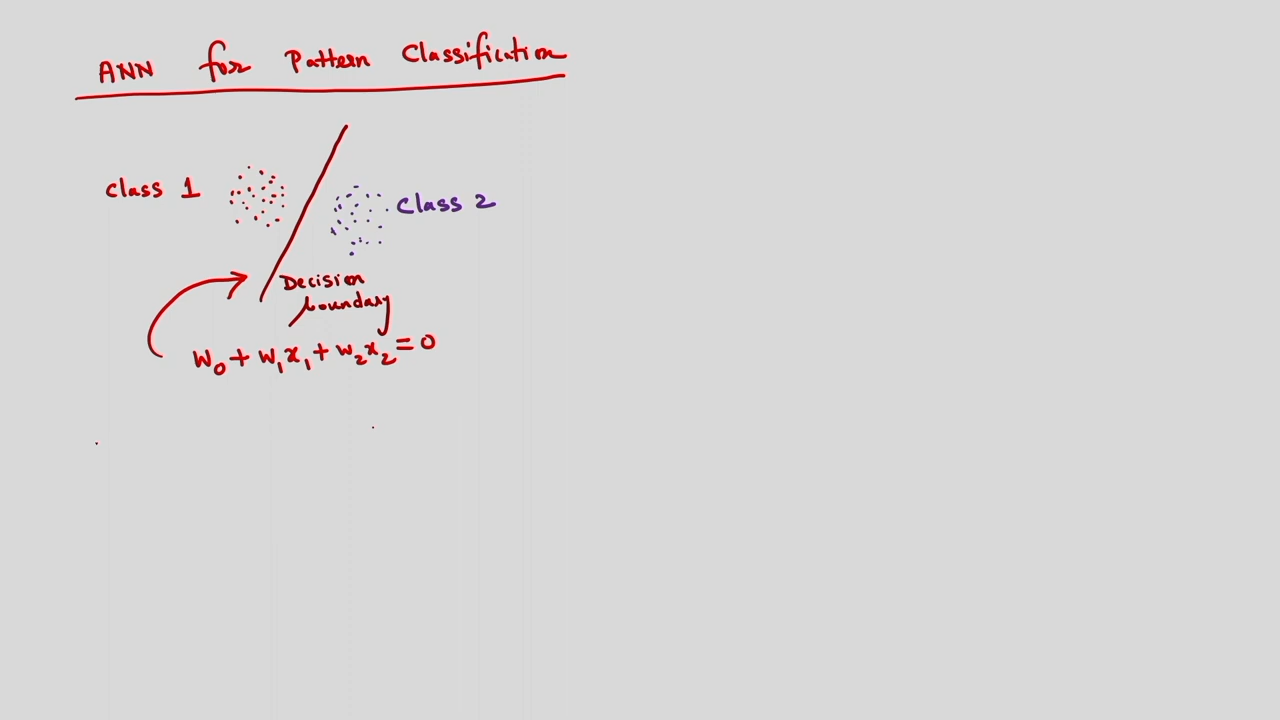 ANN for Pattern Classification
Class 1
Class 2
Decision
boundary
W₀ + W₁x₁ + W₂x₂ = 0